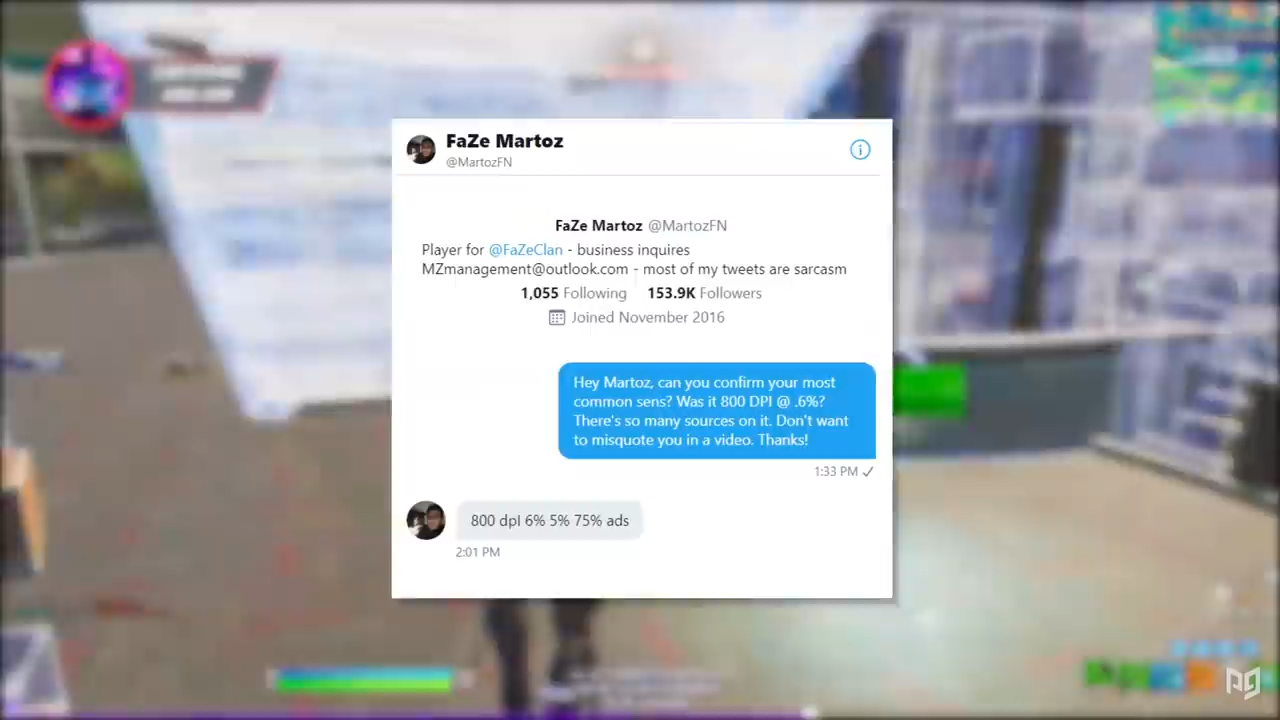 FaZe Martoz
@MartozFN
FaZe Martoz @MartozFN
Player for @FaZeClan - business inquires
MZmanagement@outlook.com - most of my tweets are sarcasm
1,055 Following 153.9K Followers
Joined November 2016
Hey Martoz, can you confirm your most
common sens? Was it 800 DPI @ .6%?
There's so many sources on it. Don't want
to misquote you in a video. Thanks!
1:33 PM
800 dpI 6% 5% 75% ads
2:01 PM